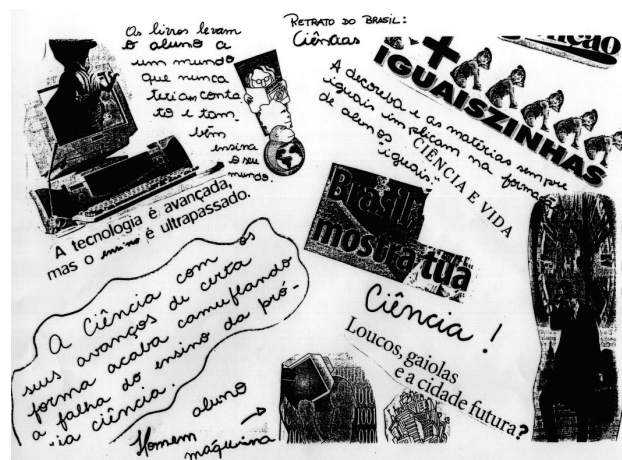 Os livros levam
o aluno a
um mundo
que nunca
teriam conta
to e tam
bém
ensina
o seu
mundo.
RETRATO DO BRASIL:
Ciências
+
IGUAISZINHAS
A decoreba e as matérias sempre
iguais implicam na formação
de alunos "iguais".
CIÊNCIA E VIDA
A tecnologia é avançada,
mas o ensino é ultrapassado.
Brasil
mostra tua
Ciência!
Loucos, gaiolas
e a cidade futura?
A Ciência com os
seus avanços de certa
forma acaba camuflando
a falha do ensino da pró-
"ia ciência.
Homem aluno
máquina